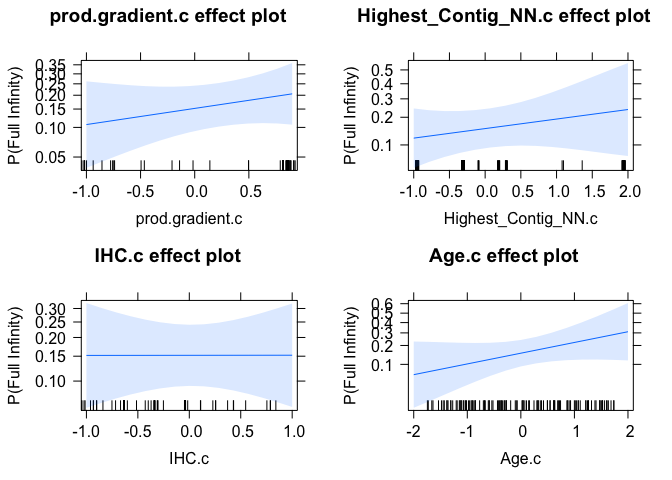 prod.gradient.c effect plot
P(Full Infinity)
0.35
0.30
0.25
0.20
0.15
0.10
0.05
-1.0 -0.5 0.0 0.5
prod.gradient.c
Highest_Contig_NN.c effect plot
P(Full Infinity)
0.5
0.4
0.3
0.2
0.1
-1.0 -0.5 0.0 0.5 1.0 1.5 2.0
Highest_Contig_NN.c
IHC.c effect plot
P(Full Infinity)
0.30
0.25
0.20
0.15
0.10
-1.0 -0.5 0.0 0.5 1.0
IHC.c
Age.c effect plot
P(Full Infinity)
0.6
0.5
0.4
0.3
0.2
0.1
-2 -1 0 1 2
Age.c